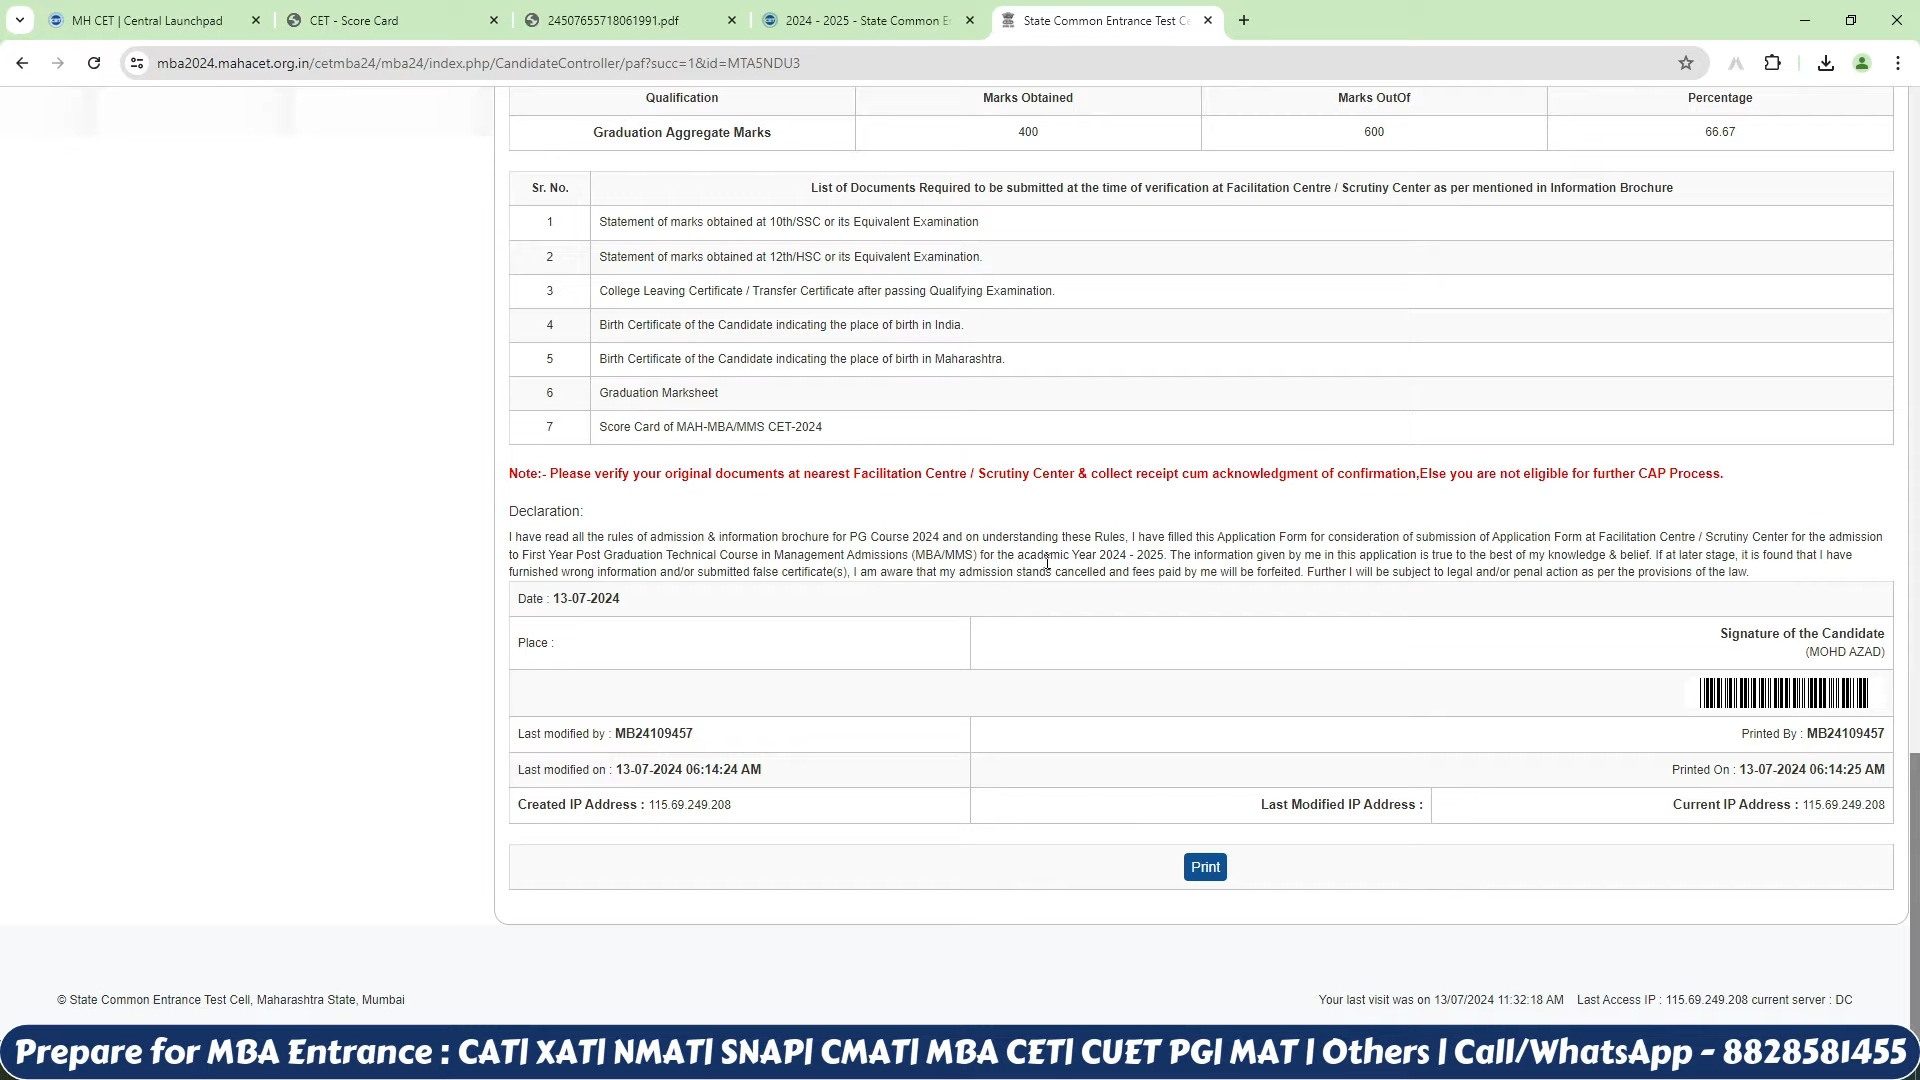 MH CET | Central Launchpad
CET - Score Card
24507655718061991.pdf
2024 - 2025 - State Common E
State Common Entrance Test Ce
mba2024.mahacet.org.in/cetmba24/mba24/index.php/CandidateController/paf?succ=1&id=MTA5NDU3
Qualification Marks Obtained Marks OutOf Percentage
Graduation Aggregate Marks 400 600 66.67
Sr. No. List of Documents Required to be submitted at the time of verification at Facilitation Centre / Scrutiny Center as per mentioned in Information Brochure
1 Statement of marks obtained at 10th/SSC or its Equivalent Examination
2 Statement of marks obtained at 12th/HSC or its Equivalent Examination.
3 College Leaving Certificate / Transfer Certificate after passing Qualifying Examination.
4 Birth Certificate of the Candidate indicating the place of birth in India.
5 Birth Certificate of the Candidate indicating the place of birth in Maharashtra.
6 Graduation Marksheet
7 Score Card of MAH-MBA/MMS CET-2024
Note:- Please verify your original documents at nearest Facilitation Centre / Scrutiny Center & collect receipt cum acknowledgment of confirmation,Else you are not eligible for further CAP Process.
Declaration:
I have read all the rules of admission & information brochure for PG Course 2024 and on understanding these Rules, I have filled this Application Form for consideration of submission of Application Form at Facilitation Centre / Scrutiny Center for the admission
to First Year Post Graduation Technical Course in Management Admissions (MBA/MMS) for the academic Year 2024 - 2025. The information given by me in this application is true to the best of my knowledge & belief. If at later stage, it is found that I have
furnished wrong information and/or submitted false certificate(s), I am aware that my admission stands cancelled and fees paid by me will be forfeited. Further I will be subject to legal and/or penal action as per the provisions of the law.
Date : 13-07-2024
Place :
Signature of the Candidate
(MOHD AZAD)
Last modified by : MB24109457 Printed By : MB24109457
Last modified on : 13-07-2024 06:14:24 AM Printed On : 13-07-2024 06:14:25 AM
Created IP Address : 115.69.249.208 Last Modified IP Address : Current IP Address : 115.69.249.208
Print
© State Common Entrance Test Cell, Maharashtra State, Mumbai
Your last visit was on 13/07/2024 11:32:18 AM Last Access IP : 115.69.249.208 current server : DC
Prepare for MBA Entrance : CAT| XAT| NMAT| SNAP| CMAT| MBA CET| CUET PG| MAT | Others | Call/WhatsApp - 8828581455